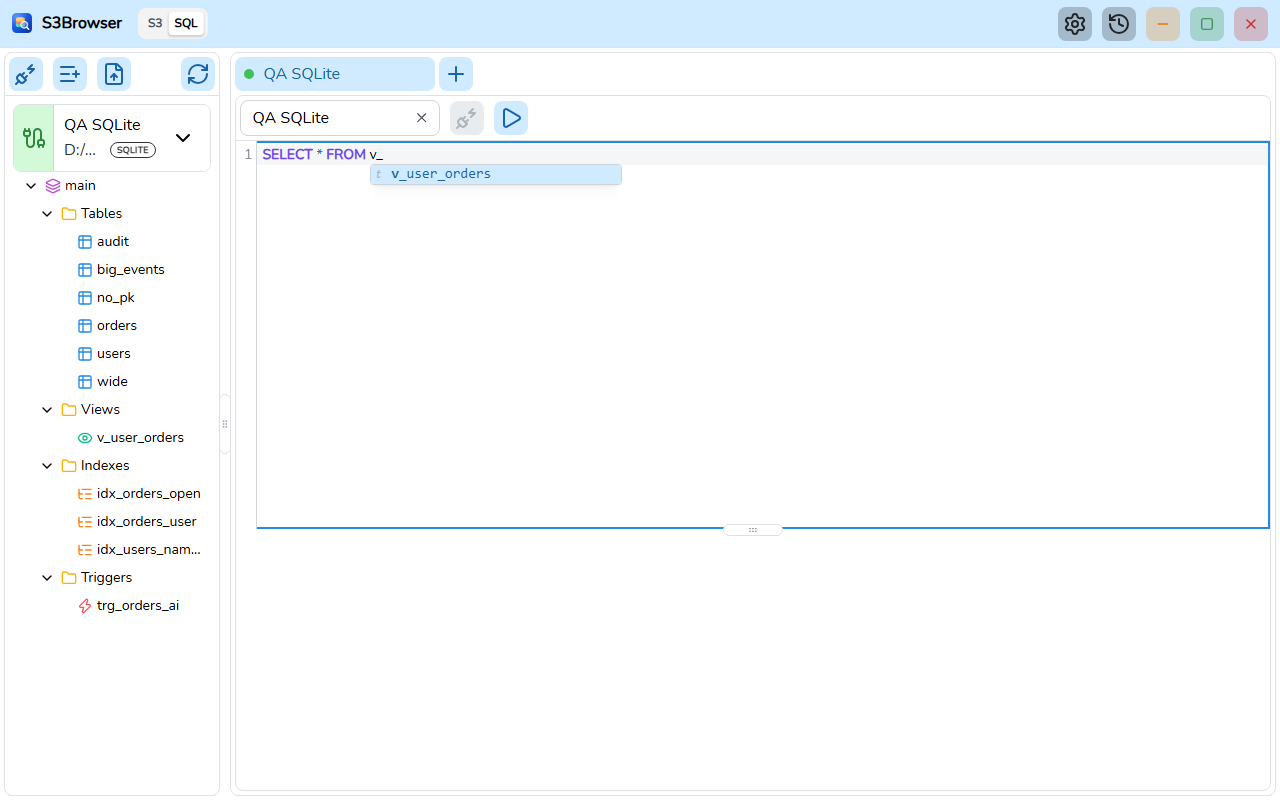 S3Browser
S3 SQL
QA SQLite
D:/...
SQLITE
main
Tables
audit
big_events
no_pk
orders
users
wide
Views
v_user_orders
Indexes
idx_orders_open
idx_orders_user
idx_users_nam...
Triggers
trg_orders_ai
QA SQLite
QA SQLite
1 SELECT * FROM v_
t v_user_orders